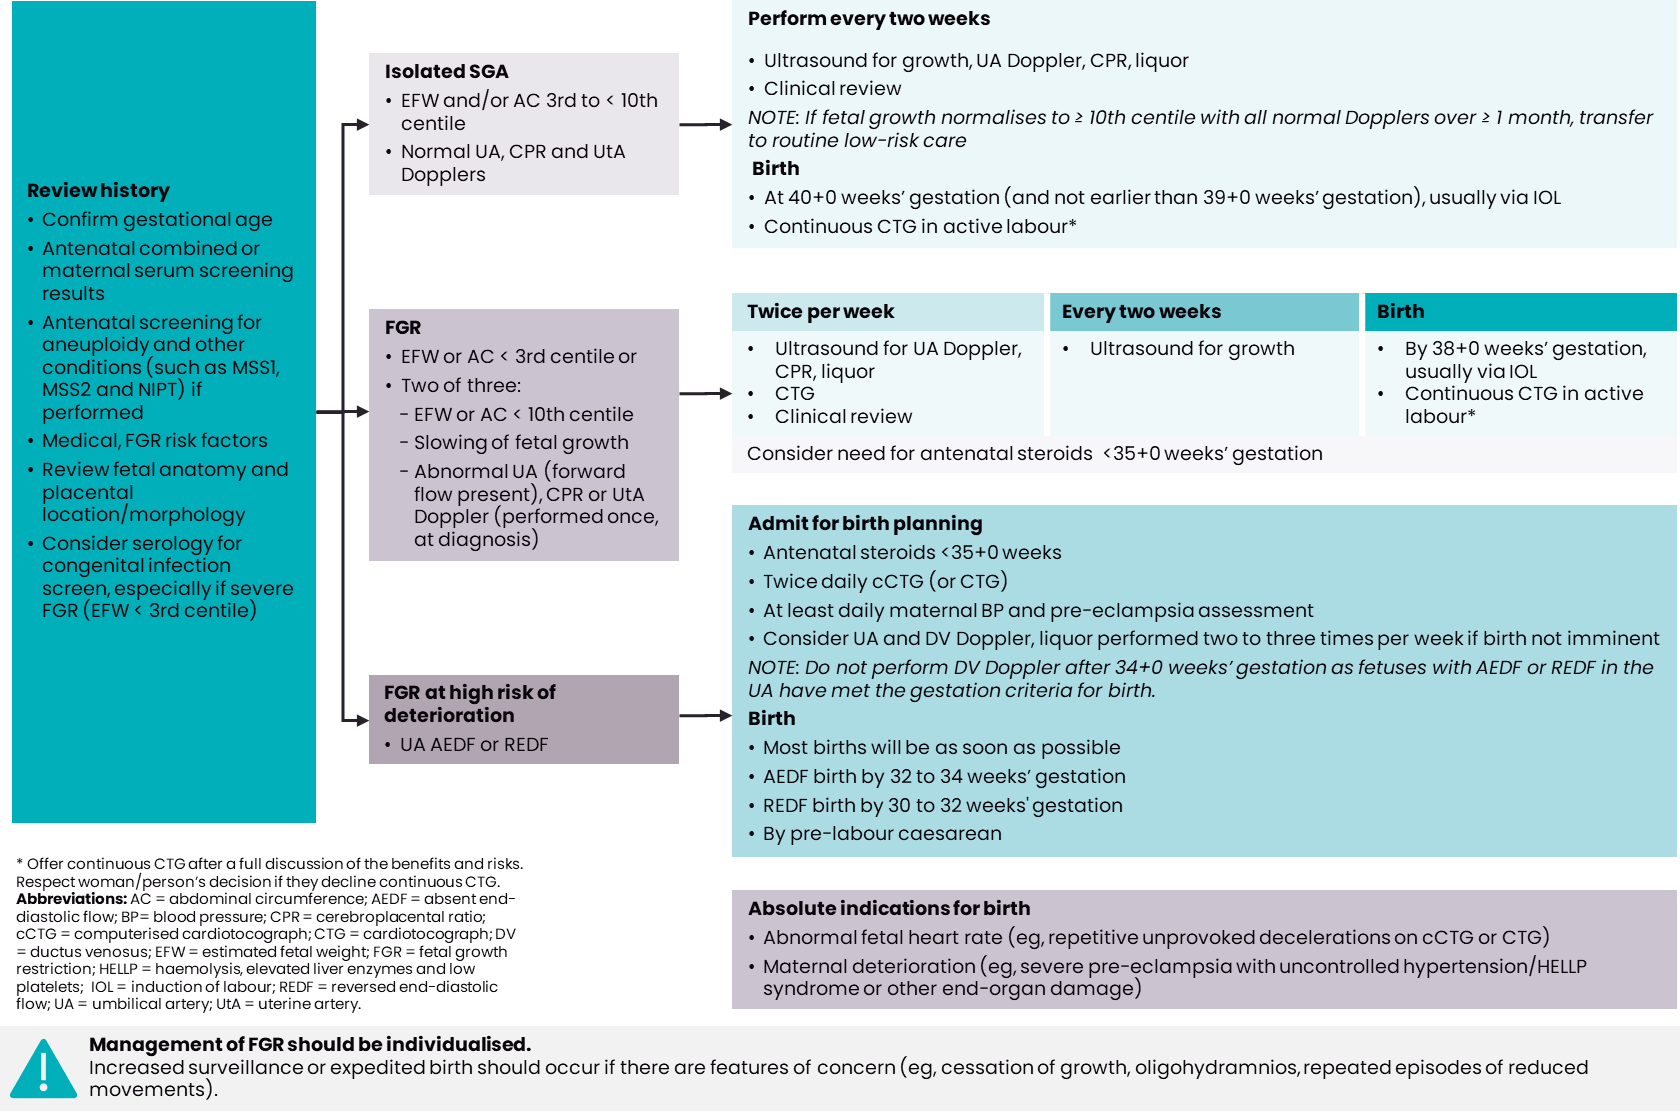 Review history
• Confirm gestational age
• Antenatal combined or
maternal serum screening
results
• Antenatal screening for
aneuploidy and other
conditions (such as MSS1,
MSS2 and NIPT) if
performed
• Medical, FGR risk factors
• Review fetal anatomy and
placental
location/morphology
• Consider serology for
congenital infection
screen, especially if severe
FGR (EFW < 3rd centile)
Isolated SGA
• EFW and/or AC 3rd to < 10th
centile
• Normal UA, CPR and UtA
Dopplers
Perform every two weeks
• Ultrasound for growth, UA Doppler, CPR, liquor
• Clinical review
NOTE: If fetal growth normalises to ≥ 10th centile with all normal Dopplers over ≥ 1 month, transfer
to routine low-risk care
Birth
• At 40+0 weeks’ gestation (and not earlier than 39+0 weeks’ gestation), usually via IOL
• Continuous CTG in active labour*
FGR
• EFW or AC < 3rd centile or
• Two of three:
- EFW or AC < 10th centile
- Slowing of fetal growth
- Abnormal UA (forward
flow present), CPR or UtA
Doppler (performed once,
at diagnosis)
Twice per week
• Ultrasound for UA Doppler,
CPR, liquor
• CTG
• Clinical review
Every two weeks
• Ultrasound for growth
Birth
• By 38+0 weeks’ gestation,
usually via IOL
• Continuous CTG in active
labour*
Consider need for antenatal steroids <35+0 weeks’ gestation
FGR at high risk of
deterioration
• UA AEDF or REDF
Admit for birth planning
• Antenatal steroids <35+0 weeks
• Twice daily cCTG (or CTG)
• At least daily maternal BP and pre-eclampsia assessment
• Consider UA and DV Doppler, liquor performed two to three times per week if birth not imminent
NOTE: Do not perform DV Doppler after 34+0 weeks’ gestation as fetuses with AEDF or REDF in the
UA have met the gestation criteria for birth.
Birth
• Most births will be as soon as possible
• AEDF birth by 32 to 34 weeks’ gestation
• REDF birth by 30 to 32 weeks' gestation
• By pre-labour caesarean
Absolute indications for birth
• Abnormal fetal heart rate (eg, repetitive unprovoked decelerations on cCTG or CTG)
• Maternal deterioration (eg, severe pre-eclampsia with uncontrolled hypertension/HELLP
syndrome or other end-organ damage)
* Offer continuous CTG after a full discussion of the benefits and risks.
Respect woman/person’s decision if they decline continuous CTG.
Abbreviations: AC = abdominal circumference; AEDF = absent end-
diastolic flow; BP= blood pressure; CPR = cerebroplacental ratio;
cCTG = computerised cardiotocograph; CTG = cardiotocograph; DV
= ductus venosus; EFW = estimated fetal weight; FGR = fetal growth
restriction; HELLP = haemolysis, elevated liver enzymes and low
platelets; IOL = induction of labour; REDF = reversed end-diastolic
flow; UA = umbilical artery; UtA = uterine artery.
Management of FGR should be individualised.
Increased surveillance or expedited birth should occur if there are features of concern (eg, cessation of growth, oligohydramnios, repeated episodes of reduced
movements).